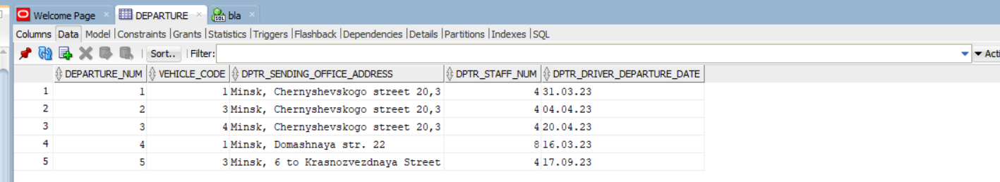 Welcome Page × DEPARTURE × bla ×
Columns Data Model Constraints Grants Statistics Triggers Flashback Dependencies Details Partitions Indexes SQL
Sort.. Filter: Acti
DEPARTURE_NUM VEHICLE_CODE DPTR_SENDING_OFFICE_ADDRESS DPTR_STAFF_NUM DPTR_DRIVER_DEPARTURE_DATE
1 1 1 Minsk, Chernyshevskogo street 20,3 4 31.03.23
2 2 3 Minsk, Chernyshevskogo street 20,3 4 04.04.23
3 3 4 Minsk, Chernyshevskogo street 20,3 4 20.04.23
4 4 1 Minsk, Domashnaya str. 22 8 16.03.23
5 5 3 Minsk, 6 to Krasnozvezdnaya Street 4 17.09.23